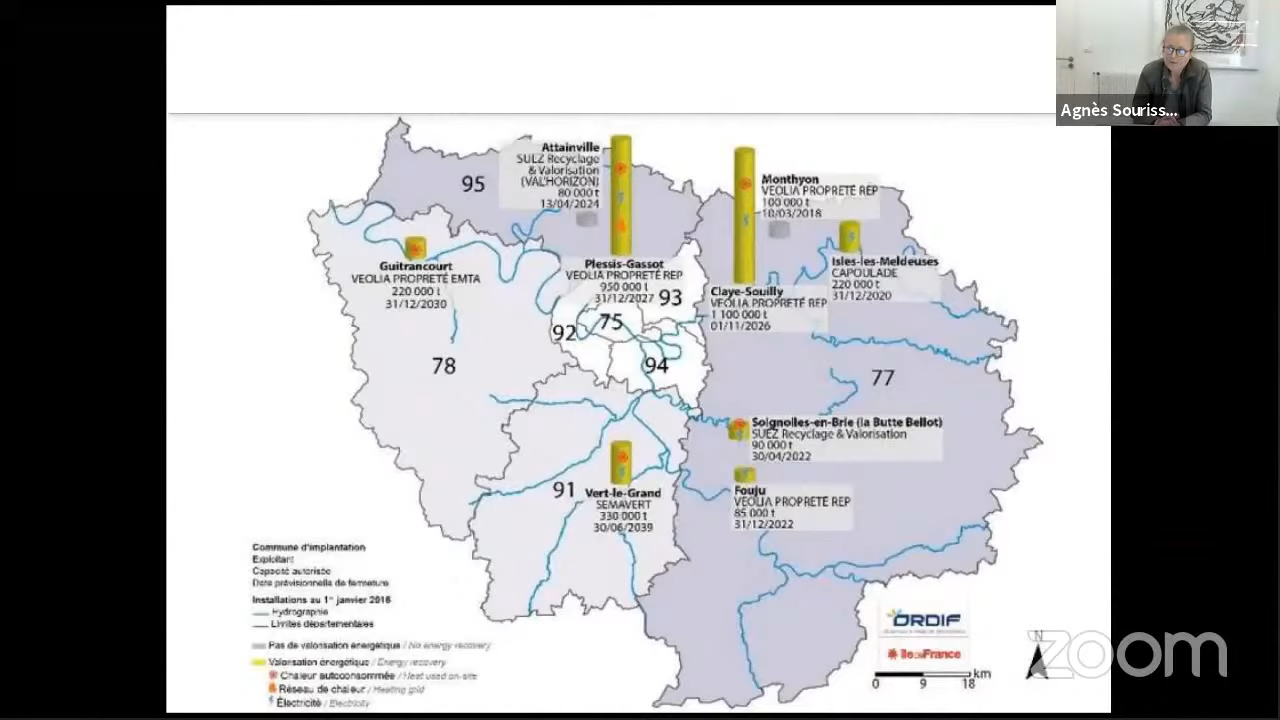 Agnès Souriss...
95
Attainville
SUEZ Recyclage
& Valorisation
(VAL'HORIZON)
80 000 t
13/04/2024
Monthyon
VEOLIA PROPRETÉ REP
100 000 t
10/03/2018
Guitrancourt
VEOLIA PROPRETÉ EMTA
220 000 t
31/12/2030
Plessis-Gassot
VEOLIA PROPRETÉ REP
950 000 t
31/12/2027
Isles-les-Meldeuses
CAPOULADE
220 000 t
31/12/2020
Claye-Souilly
VEOLIA PROPRETÉ REP
1 100 000 t
01/11/2026
93
75
92
94
78
77
Soignolles-en-Brie (la Butte Bellot)
SUEZ Recyclage & Valorisation
90 000 t
30/04/2022
91
Vert-le-Grand
SEMAVERT
330 000 t
30/06/2039
Fouju
VEOLIA PROPRETÉ REP
85 000 t
31/12/2022
Commune d'implantation
Exploitant
Capacité autorisée
Date prévisionnelle de fermeture
Installations au 1er janvier 2016
Hydrographie
Limites départementales
Pas de valorisation énergétique / No energy recovery
Valorisation énergétique / Energy recovery
Chaleur autoconsommée / Heat used on-site
Réseau de chaleur / Heating grid
Électricité / Electricity
ORDIF
île de France
0 9 18 km
N
zoom